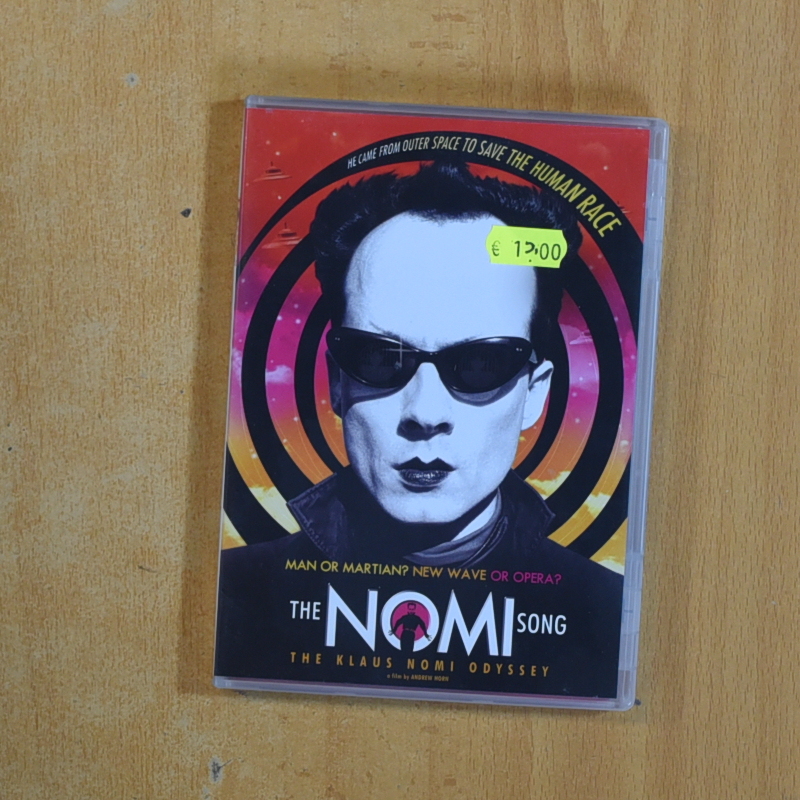 HE CAME FROM OUTER SPACE TO SAVE THE HUMAN RACE
€ 12,00
MAN OR MARTIAN? NEW WAVE OR OPERA?
THE NOMI SONG
THE KLAUS NOMI ODYSSEY
a film by ANDREW HORN